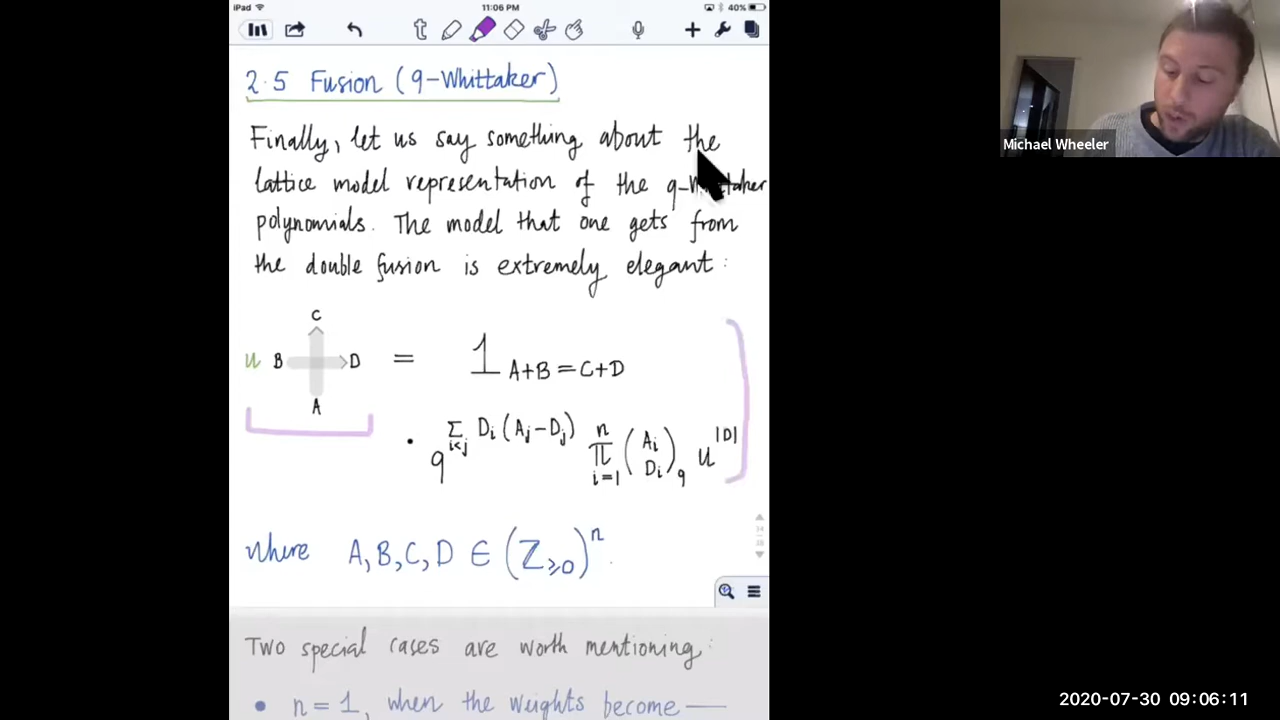 iPad 11:06 PM 40%
2.5 Fusion (q-Whittaker)
Finally, let us say something about the
lattice model representation of the q-Whittaker
polynomials. The model that one gets from
the double fusion is extremely elegant:
C
u B D = 1 A+B=C+D
A
· q^{Σ_{i<j} D_i(A_j-D_j)} ∏_{i=1}^{n} (A_i D_i)_q u^{|D|}
where A, B, C, D ∈ (ℤ_{≥0})^n.
Two special cases are worth mentioning:
• n=1, when the weights become —
Michael Wheeler
2020-07-30 09:06:11